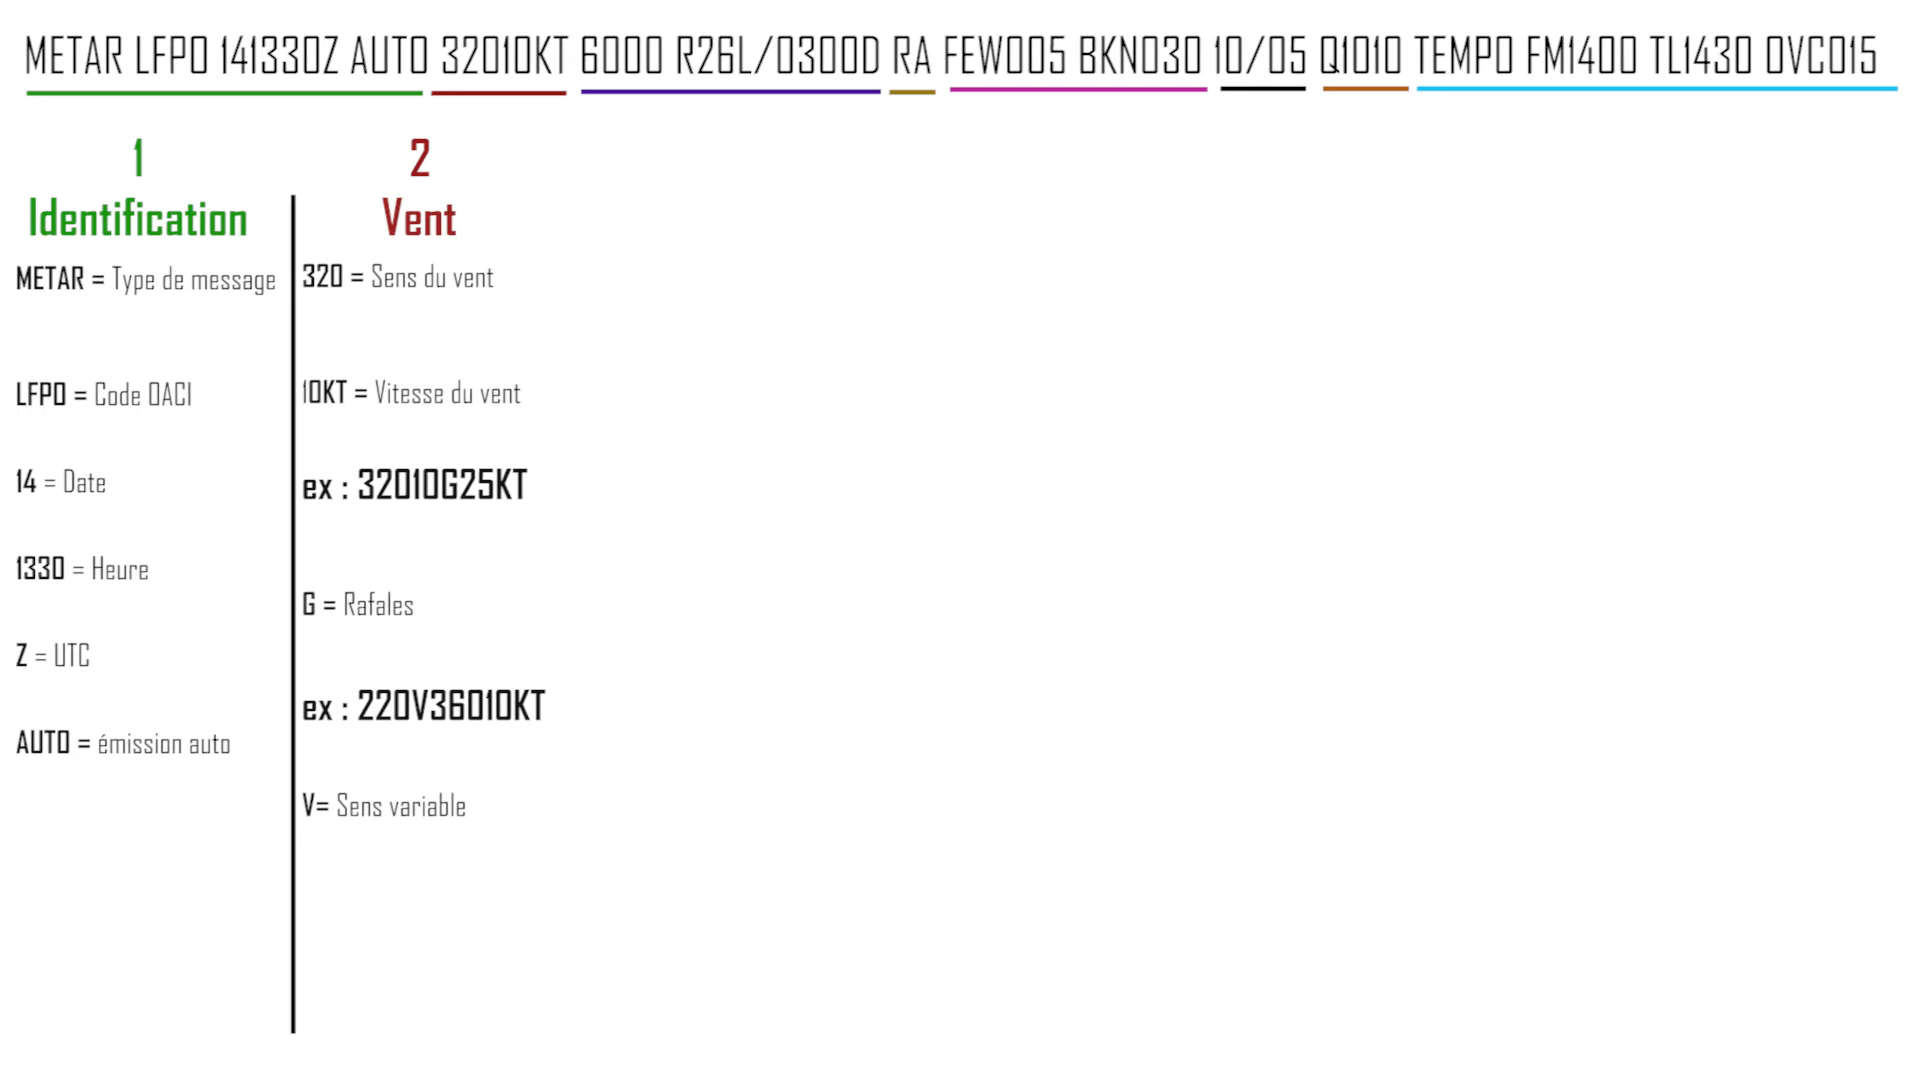 METAR LFPO 141330Z AUTO 32010KT 6000 R26L/0300D RA FEW005 BKN030 10/05 Q1010 TEMPO FM1400 TL1430 OVC015
1
Identification
METAR = Type de message
LFPO = Code OACI
14 = Date
1330 = Heure
Z = UTC
AUTO = émission auto
2
Vent
320 = Sens du vent
10KT = Vitesse du vent
ex : 32010G25KT
G = Rafales
ex : 220V36010KT
V= Sens variable